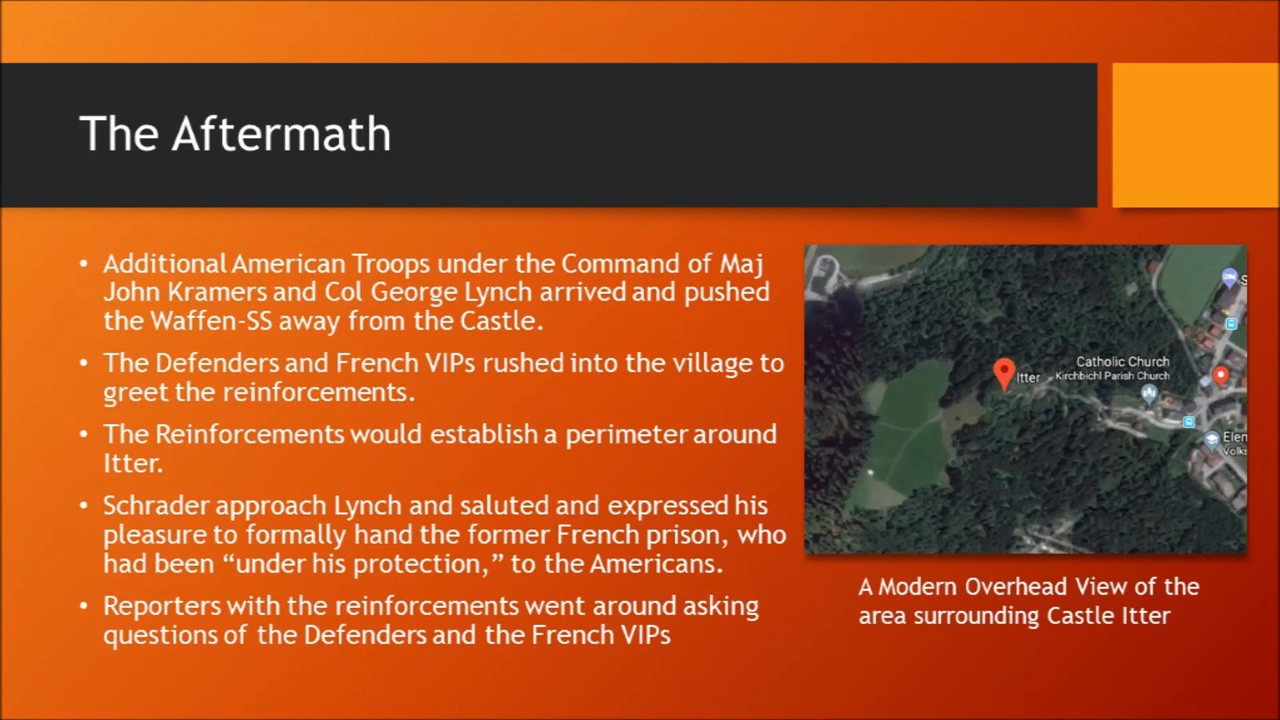 The Aftermath
• Additional American Troops under the Command of Maj
John Kramers and Col George Lynch arrived and pushed
the Waffen-SS away from the Castle.
• The Defenders and French VIPs rushed into the village to
greet the reinforcements.
• The Reinforcements would establish a perimeter around
Itter.
• Schrader approach Lynch and saluted and expressed his
pleasure to formally hand the former French prison, who
had been “under his protection,” to the Americans.
• Reporters with the reinforcements went around asking
questions of the Defenders and the French VIPs
S
Catholic Church
Kirchbichl Parish Church
Itter
Elen
Volks
A Modern Overhead View of the
area surrounding Castle Itter